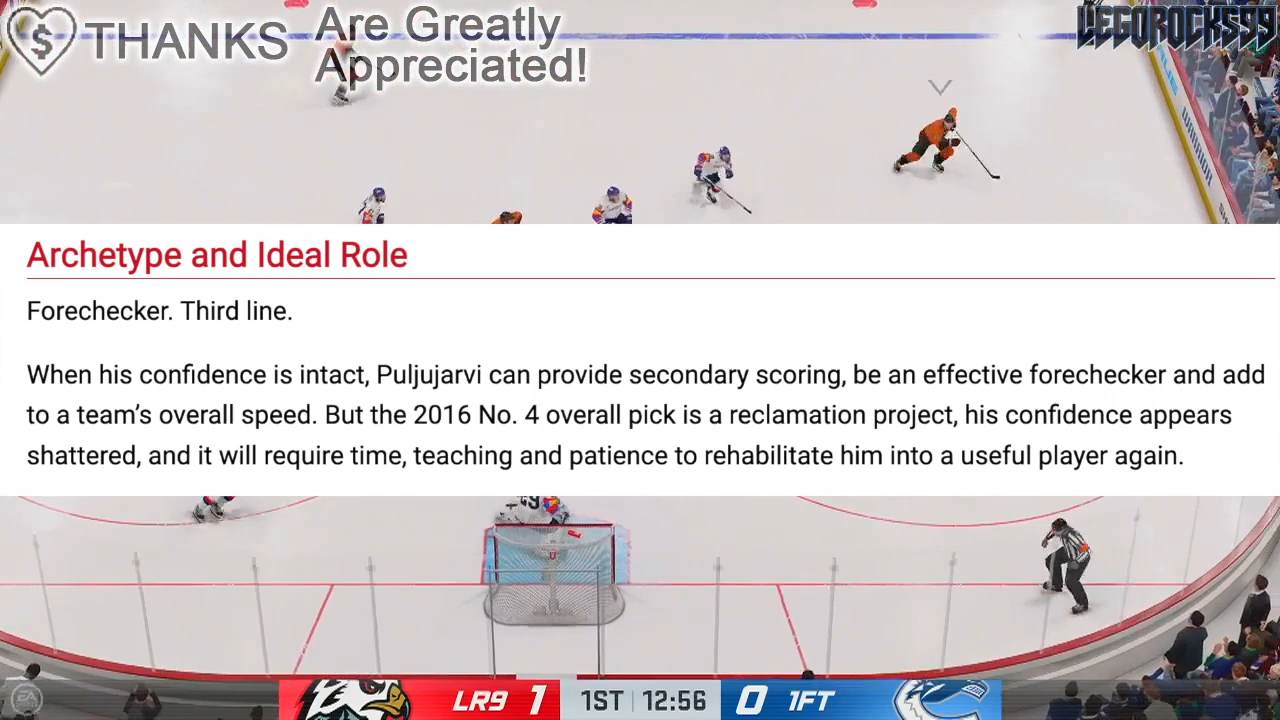 THANKS
Are Greatly
Appreciated!
LEGOROCKS99
WARRIOR
Archetype and Ideal Role
Forechecker. Third line.
When his confidence is intact, Puljujarvi can provide secondary scoring, be an effective forechecker and add
to a team’s overall speed. But the 2016 No. 4 overall pick is a reclamation project, his confidence appears
shattered, and it will require time, teaching and patience to rehabilitate him into a useful player again.
EA
LR9 1 1ST 12:56 0 1FT